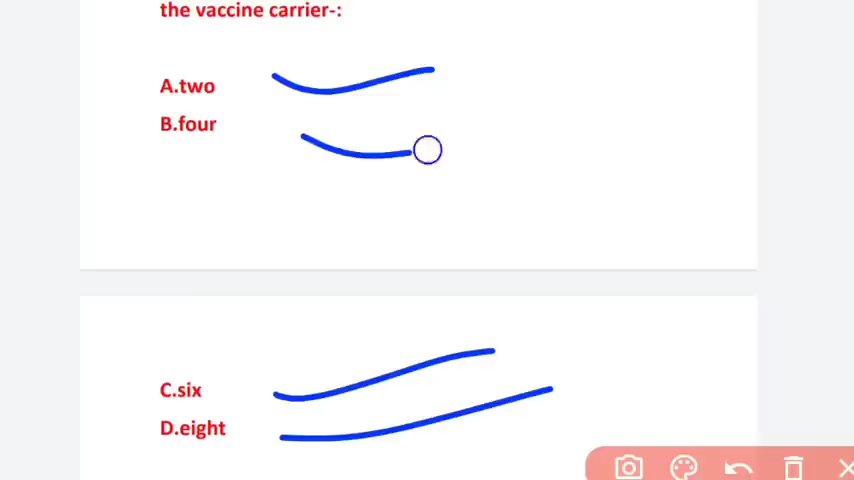 the vaccine carrier-:
A.two
B.four
C.six
D.eight